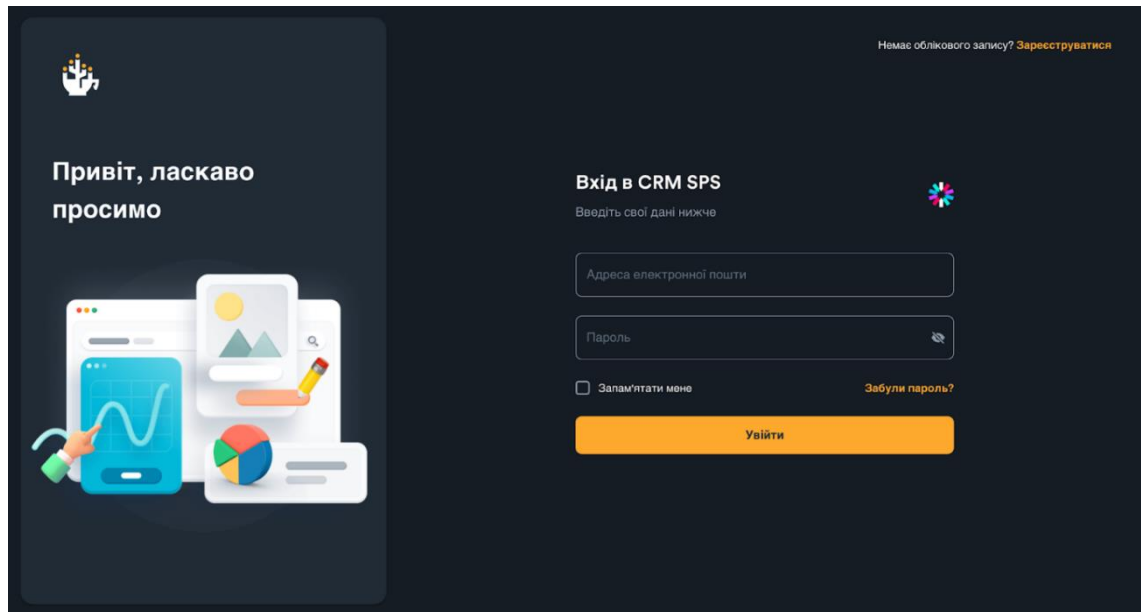 Немає облікового запису? Зареєструватися
Привіт, ласкаво
просимо
Вхід в CRM SPS
Введіть свої дані нижче
Адреса електронної пошти
Пароль
Запам'ятати мене
Забули пароль?
Увійти